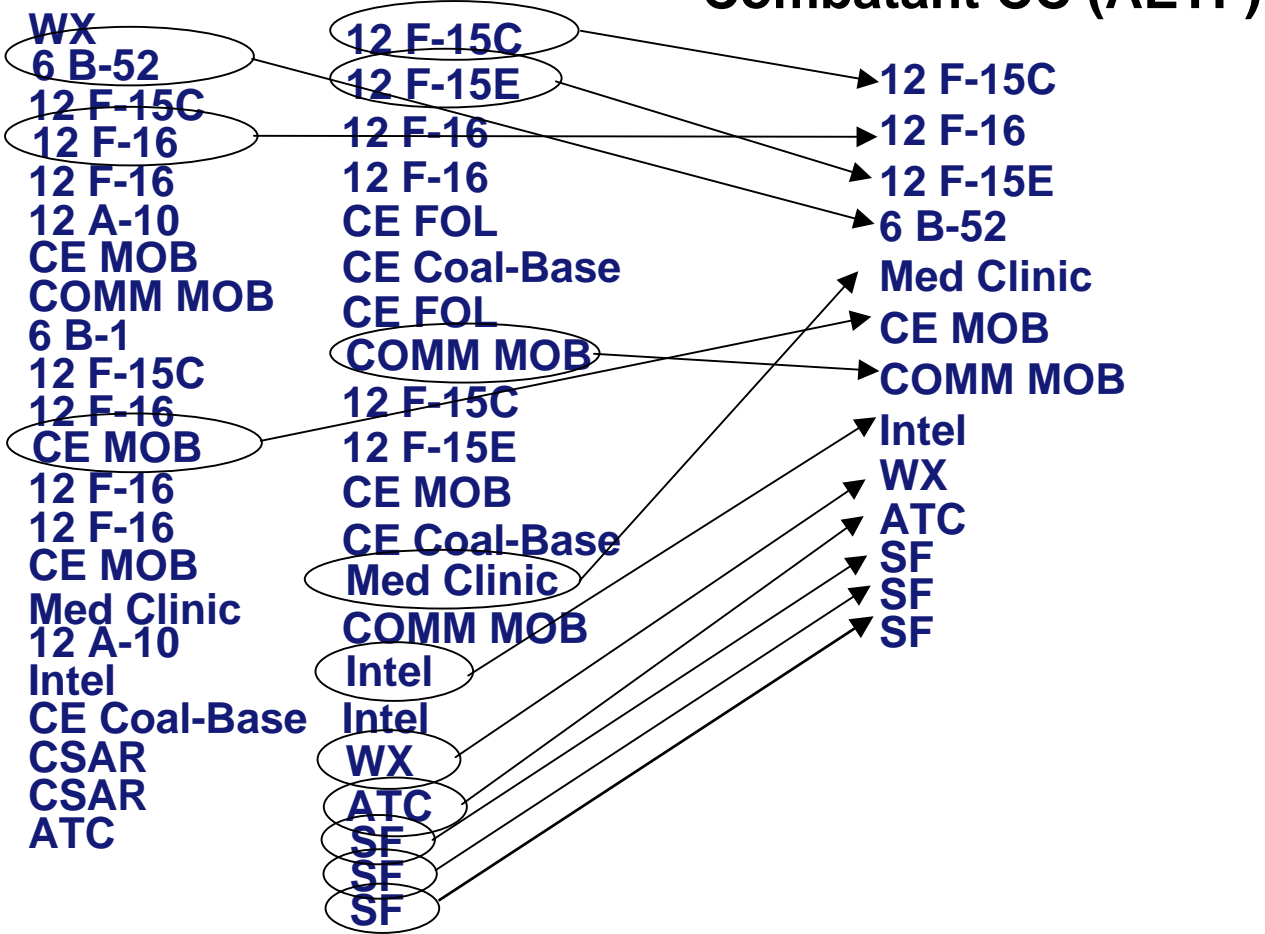 WX
6 B-52
12 F-15C
12 F-16
12 F-16
12 A-10
CE MOB
COMM MOB
6 B-1
12 F-15C
12 F-16
CE MOB
12 F-16
12 F-16
CE MOB
Med Clinic
12 A-10
Intel
CE Coal-Base
CSAR
CSAR
ATC
12 F-15C
12 F-15E
12 F-16
12 F-16
CE FOL
CE Coal-Base
CE FOL
COMM MOB
12 F-15C
12 F-15E
CE MOB
CE Coal-Base
Med Clinic
COMM MOB
Intel
Intel
WX
ATC
SF
SF
SF
12 F-15C
12 F-16
12 F-15E
6 B-52
Med Clinic
CE MOB
COMM MOB
Intel
WX
ATC
SF
SF
SF